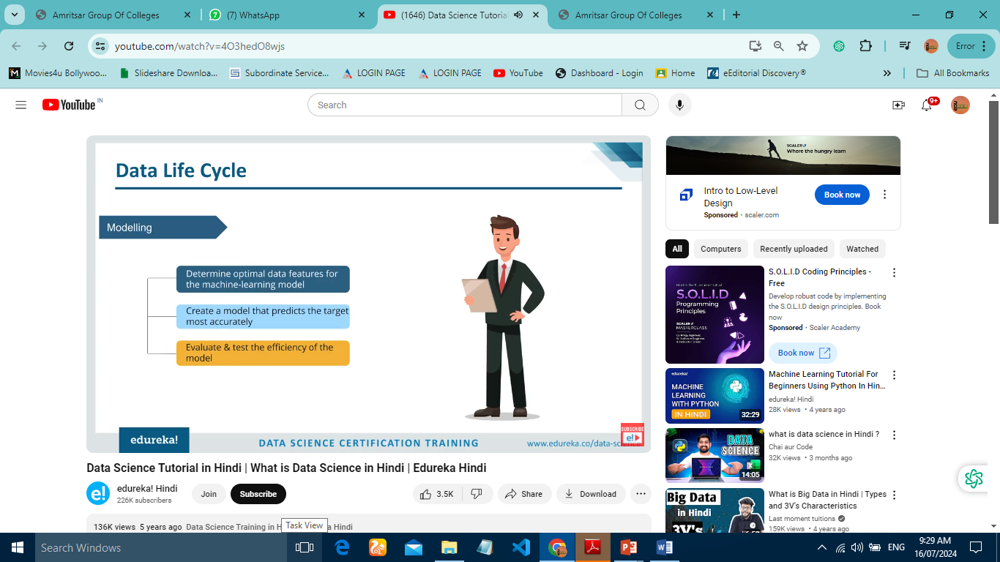 Amritsar Group Of Colleges
(7) WhatsApp
(1646) Data Science Tutorial
Amritsar Group Of Colleges
youtube.com/watch?v=4O3hedO8wjs
Error
Movies4u Bollywoo...
Slideshare Downloa...
Subordinate Service...
LOGIN PAGE
LOGIN PAGE
YouTube
Dashboard - Login
Home
eEditorial Discovery®
All Bookmarks
YouTube IN
Search
9+
Data Life Cycle
Modelling
Determine optimal data features for
the machine-learning model
Create a model that predicts the target
most accurately
Evaluate & test the efficiency of the
model
edureka!
DATA SCIENCE CERTIFICATION TRAINING
www.edureka.co/data-science
SUBSCRIBE
e!
Data Science Tutorial in Hindi | What is Data Science in Hindi | Edureka Hindi
e!
edureka! Hindi
226K subscribers
Join
Subscribe
3.5K
Share
Download
136K views 5 years ago Data Science Training in H
a Hindi
Task View
SCALER
Where the hungry learn
Intro to Low-Level
Design
Sponsored · scaler.com
Book now
All
Computers
Recently uploaded
Watched
Master the Fundamentals of
S.O.L.I.D
Programming
Principles
SCALER
MASTERCLASS
S.O.L.I.D Coding Principles -
Free
Develop robust code by implementing
the S.O.L.I.D design principles. Book
now
Sponsored · Scaler Academy
Book now
edureka!
MACHINE
LEARNING
WITH PYTHON
IN HINDI
32:29
Machine Learning Tutorial For
Beginners Using Python In Hin...
edureka! Hindi
28K views • 4 years ago
DATA
SCIENCE
14:05
what is data science in Hindi ?
Chai aur Code
32K views • 3 months ago
Big Data
in Hindi
3V's
What is Big Data in Hindi | Types
and 3V's Characteristics
Last moment tuitions
159K views • 4 years ago
Search Windows
ENG
9:29 AM
16/07/2024